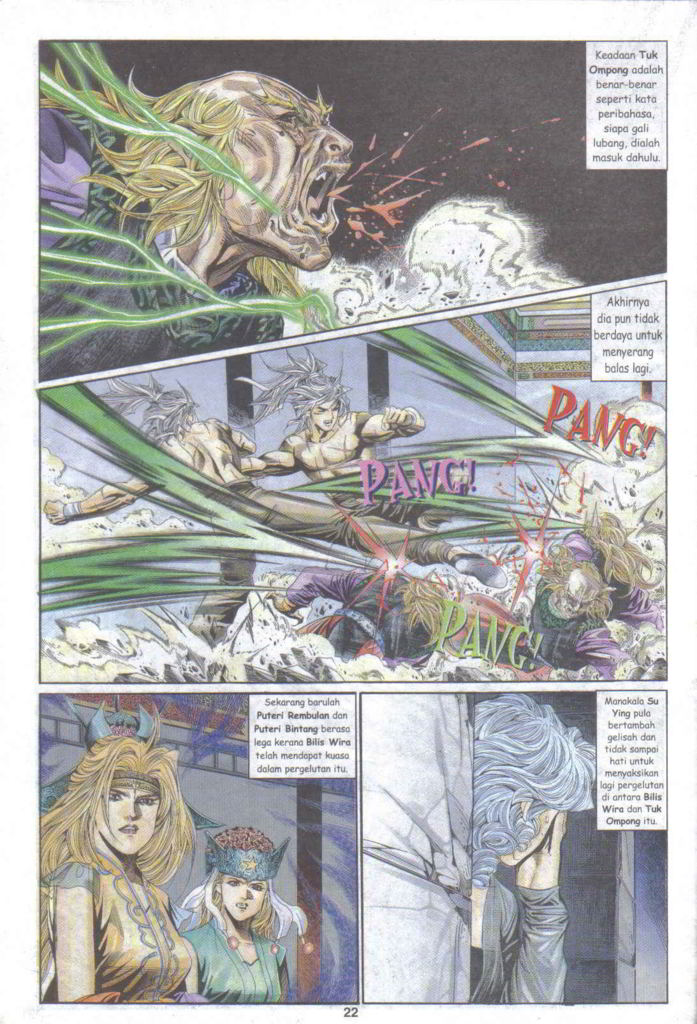 Keadaan Tuk
Ompong adalah
benar-benar
seperti kata
peribahasa,
siapa gali
lubang, dialah
masuk dahulu.
Akhirnya
dia pun tidak
berdaya untuk
menyerang
balas lagi.
PANG!
PANG!
PANG!
Sekarang barulah
Puteri Rembulan dan
Puteri Bintang berasa
lega kerana Bilis Wira
telah mendapat kuasa
dalam pergelutan itu.
Manakala Su
Ying pula
bertambah
gelisah dan
tidak sampai
hati untuk
menyaksikan
lagi pergelutan
di antara Bilis
Wira dan Tuk
Ompong itu.
22